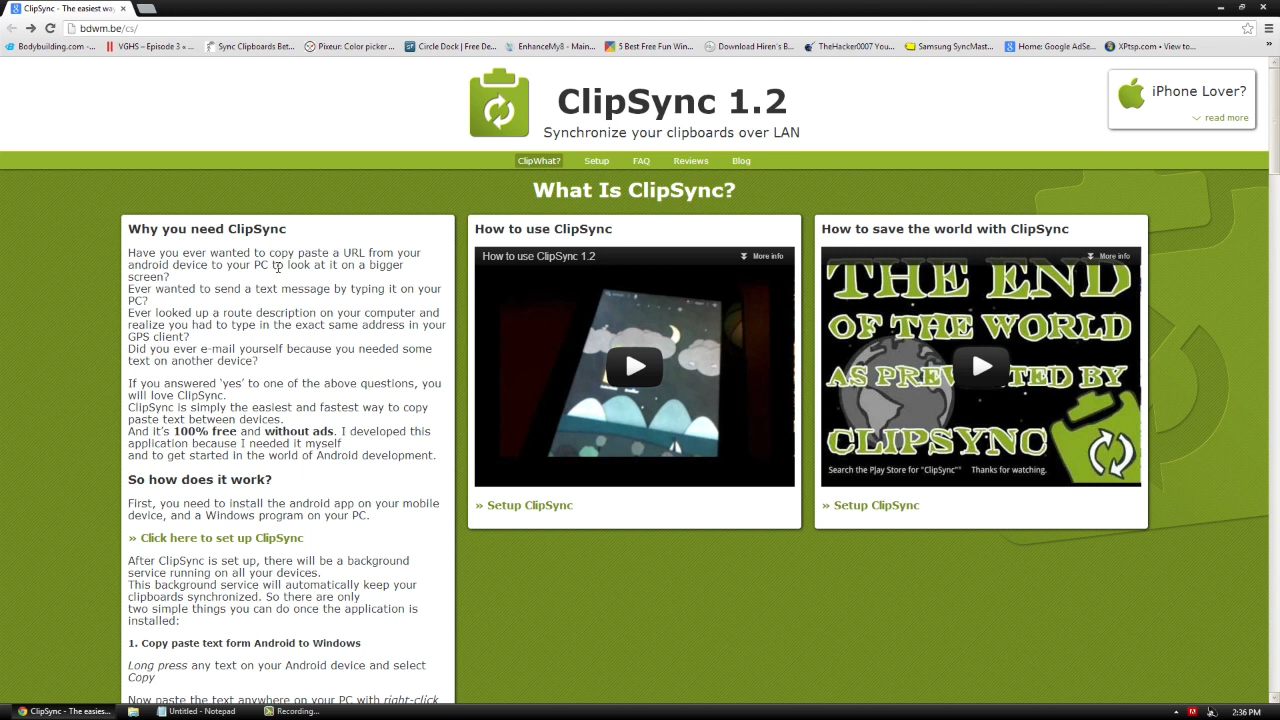 ClipSync - The easiest wa
bdwm.be/cs/
Bodybuilding.com -...
VGHS – Episode 3 «...
Sync Clipboards Bet...
Pixeur: Color picker ...
Circle Dock | Free De...
EnhanceMy8 - Main...
5 Best Free Fun Win...
Download Hiren's B...
TheHacker0007 You...
Samsung SyncMast...
Home: Google AdSe...
XPtsp.com • View to...
ClipSync 1.2
Synchronize your clipboards over LAN
iPhone Lover?
read more
ClipWhat?
Setup
FAQ
Reviews
Blog
What Is ClipSync?
Why you need ClipSync
Have you ever wanted to copy paste a URL from your
android device to your PC to look at it on a bigger
screen?
Ever wanted to send a text message by typing it on your
PC?
Ever looked up a route description on your computer and
realize you had to type in the exact same address in your
GPS client?
Did you ever e-mail yourself because you needed some
text on another device?
If you answered ‘yes’ to one of the above questions, you
will love ClipSync.
ClipSync is simply the easiest and fastest way to copy
paste text between devices.
And it’s 100% free and without ads. I developed this
application because I needed it myself
and to get started in the world of Android development.
So how does it work?
First, you need to install the android app on your mobile
device, and a Windows program on your PC.
» Click here to set up ClipSync
After ClipSync is set up, there will be a background
service running on all your devices.
This background service will automatically keep your
clipboards synchronized. So there are only
two simple things you can do once the application is
installed:
1. Copy paste text form Android to Windows
Long press any text on your Android device and select
Copy
Now paste the text anywhere on your PC with right-click
How to use ClipSync
How to use ClipSync 1.2
More info
» Setup ClipSync
How to save the world with ClipSync
More info
THE END
OF THE WORLD
AS PREV TED BY
CLIPSYNC
Search the PJay Store for "ClipSync" Thanks for watching.
» Setup ClipSync
ClipSync - The easies...
Untitled - Notepad
Recording...
2:36 PM